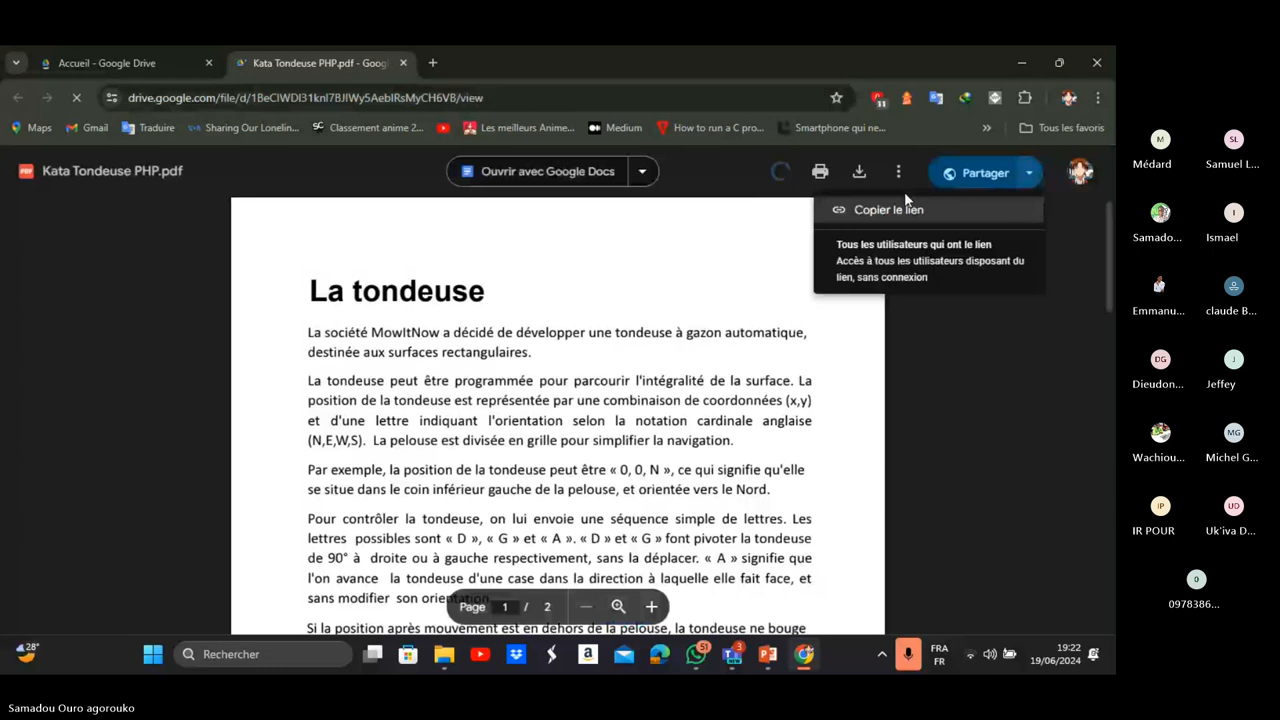 Accueil - Google Drive
Kata Tondeuse PHP.pdf - Goog
drive.google.com/file/d/1BeCIWDI31knl7BJIWy5AebIRsMyCH6VB/view
11
Maps
Gmail
Traduire
Sharing Our Lonelin...
Classement anime 2...
Les meilleurs Anime...
Medium
How to run a C pro...
Smartphone qui ne...
»
Tous les favoris
PDF
Kata Tondeuse PHP.pdf
Ouvrir avec Google Docs
Partager
Copier le lien
Tous les utilisateurs qui ont le lien
Accès à tous les utilisateurs disposant du
lien, sans connexion
La tondeuse
La société MowItNow a décidé de développer une tondeuse à gazon automatique,
destinée aux surfaces rectangulaires.
La tondeuse peut être programmée pour parcourir l'intégralité de la surface. La
position de la tondeuse est représentée par une combinaison de coordonnées (x,y)
et d'une lettre indiquant l'orientation selon la notation cardinale anglaise
(N,E,W,S). La pelouse est divisée en grille pour simplifier la navigation.
Par exemple, la position de la tondeuse peut être « 0, 0, N », ce qui signifie qu'elle
se situe dans le coin inférieur gauche de la pelouse, et orientée vers le Nord.
Pour contrôler la tondeuse, on lui envoie une séquence simple de lettres. Les
lettres possibles sont « D », « G » et « A ». « D » et « G » font pivoter la tondeuse
de 90° à droite ou à gauche respectivement, sans la déplacer. « A » signifie que
l'on avance la tondeuse d'une case dans la direction à laquelle elle fait face, et
sans modifier son orientation.
Page 1 / 2
Si la position après mouvement est en dehors de la pelouse, la tondeuse ne bouge
28°
Rechercher
51
3
FRA
FR
19:22
19/06/2024
M
Médard
SL
Samuel L...
Samado...
I
Ismael
Emmanu...
claude B...
DG
Dieudon...
J
Jeffey
Wachiou...
MG
Michel G...
IP
IR POUR
UD
Uk'iva D...
0
0978386...
Samadou Ouro agorouko